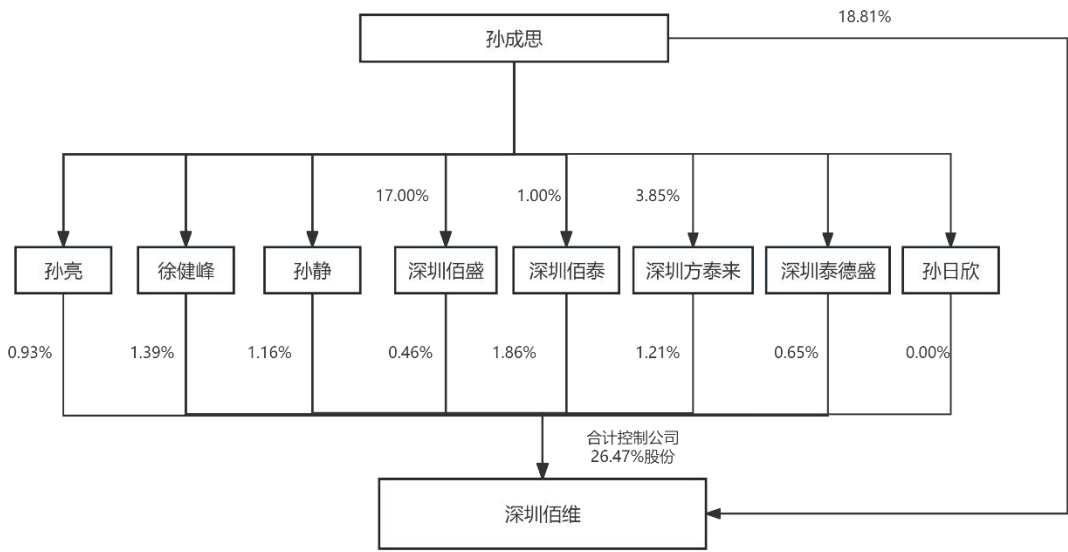 18.81%
孙成思
17.00%
1.00%
3.85%
孙亮
徐健峰
孙静
深圳佰盛
深圳佰泰
深圳方泰来
深圳泰德盛
孙日欣
0.93%
1.39%
1.16%
0.46%
1.86%
1.21%
0.65%
0.00%
合计控制公司
26.47%股份
深圳佰维